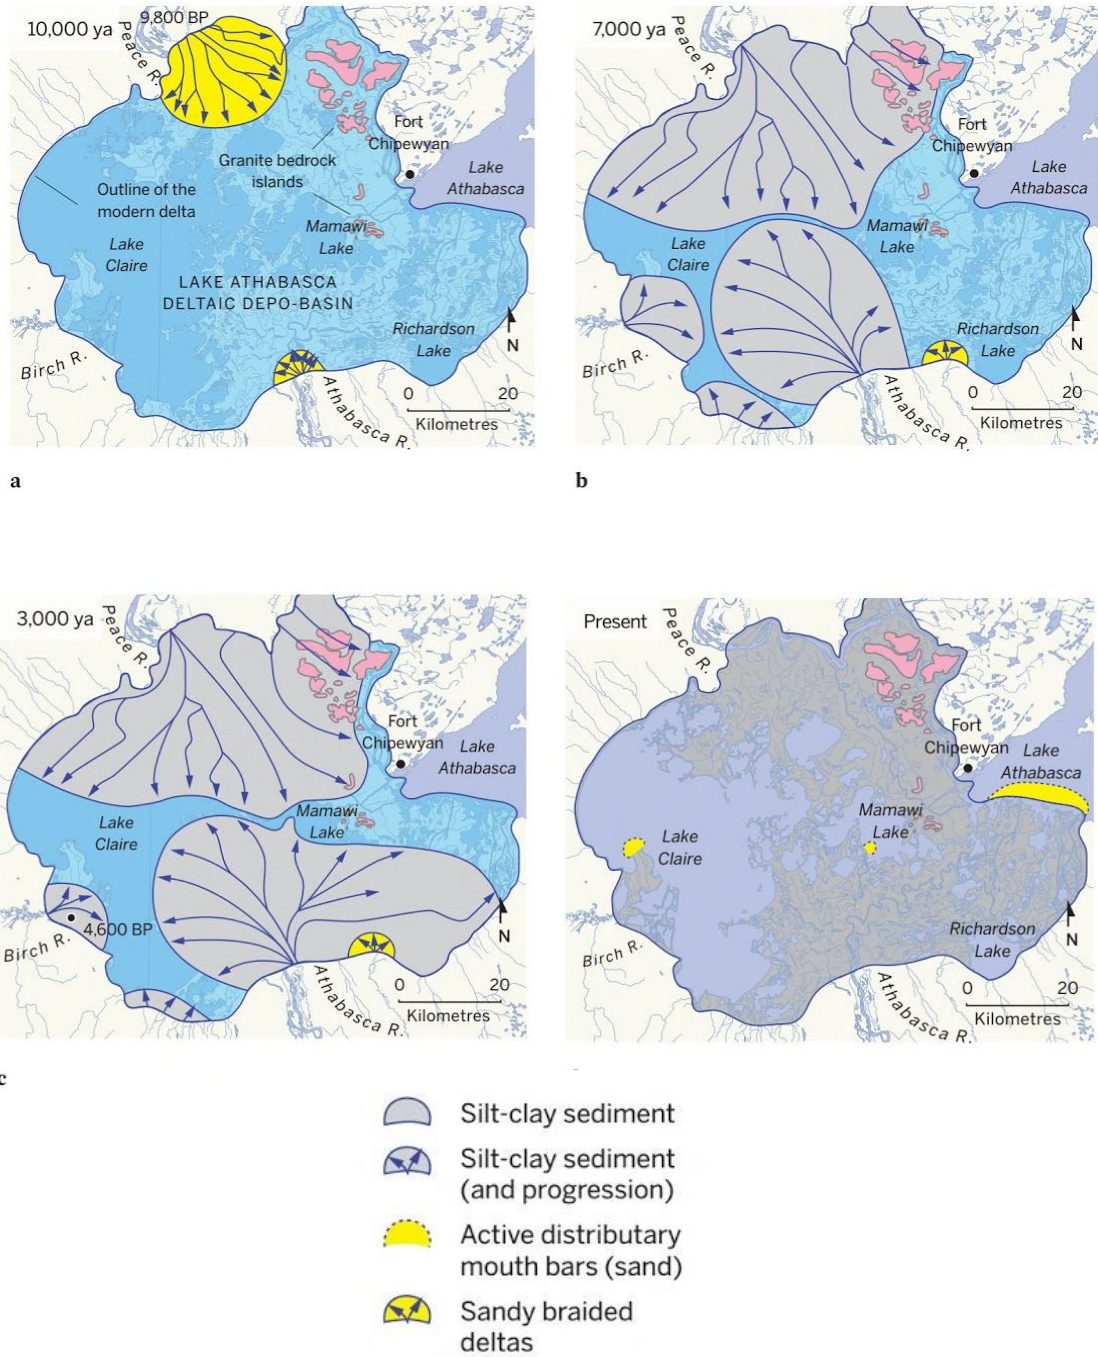 10,000 ya
9,800 BP
Peace R.
Fort
Chipewyan
Granite bedrock
islands
Lake
Athabasca
Outline of the
modern delta
Mamawi
Lake
Lake
Claire
LAKE ATHABASCA
DELTAIC DEPO-BASIN
Richardson
Lake
N
Birch R.
Athabasca R.
0 20
Kilometres
a
7,000 ya
Peace R.
Fort
Chipewyan
Lake
Athabasca
Mamawi
Lake
Lake
Claire
Richardson
Lake
N
Birch R.
Athabasca R.
0 20
Kilometres
b
3,000 ya
Peace R.
Fort
Chipewyan
Lake
Athabasca
Mamawi
Lake
Lake
Claire
4,600 BP
N
Birch R.
Athabasca R.
0 20
Kilometres
c
Present
Peace R.
Fort
Chipewyan
Lake
Athabasca
Mamawi
Lake
Lake
Claire
Richardson
Lake
N
Birch R.
Athabasca R.
0 20
Kilometres
Silt-clay sediment
Silt-clay sediment
(and progression)
Active distributary
mouth bars (sand)
Sandy braided
deltas